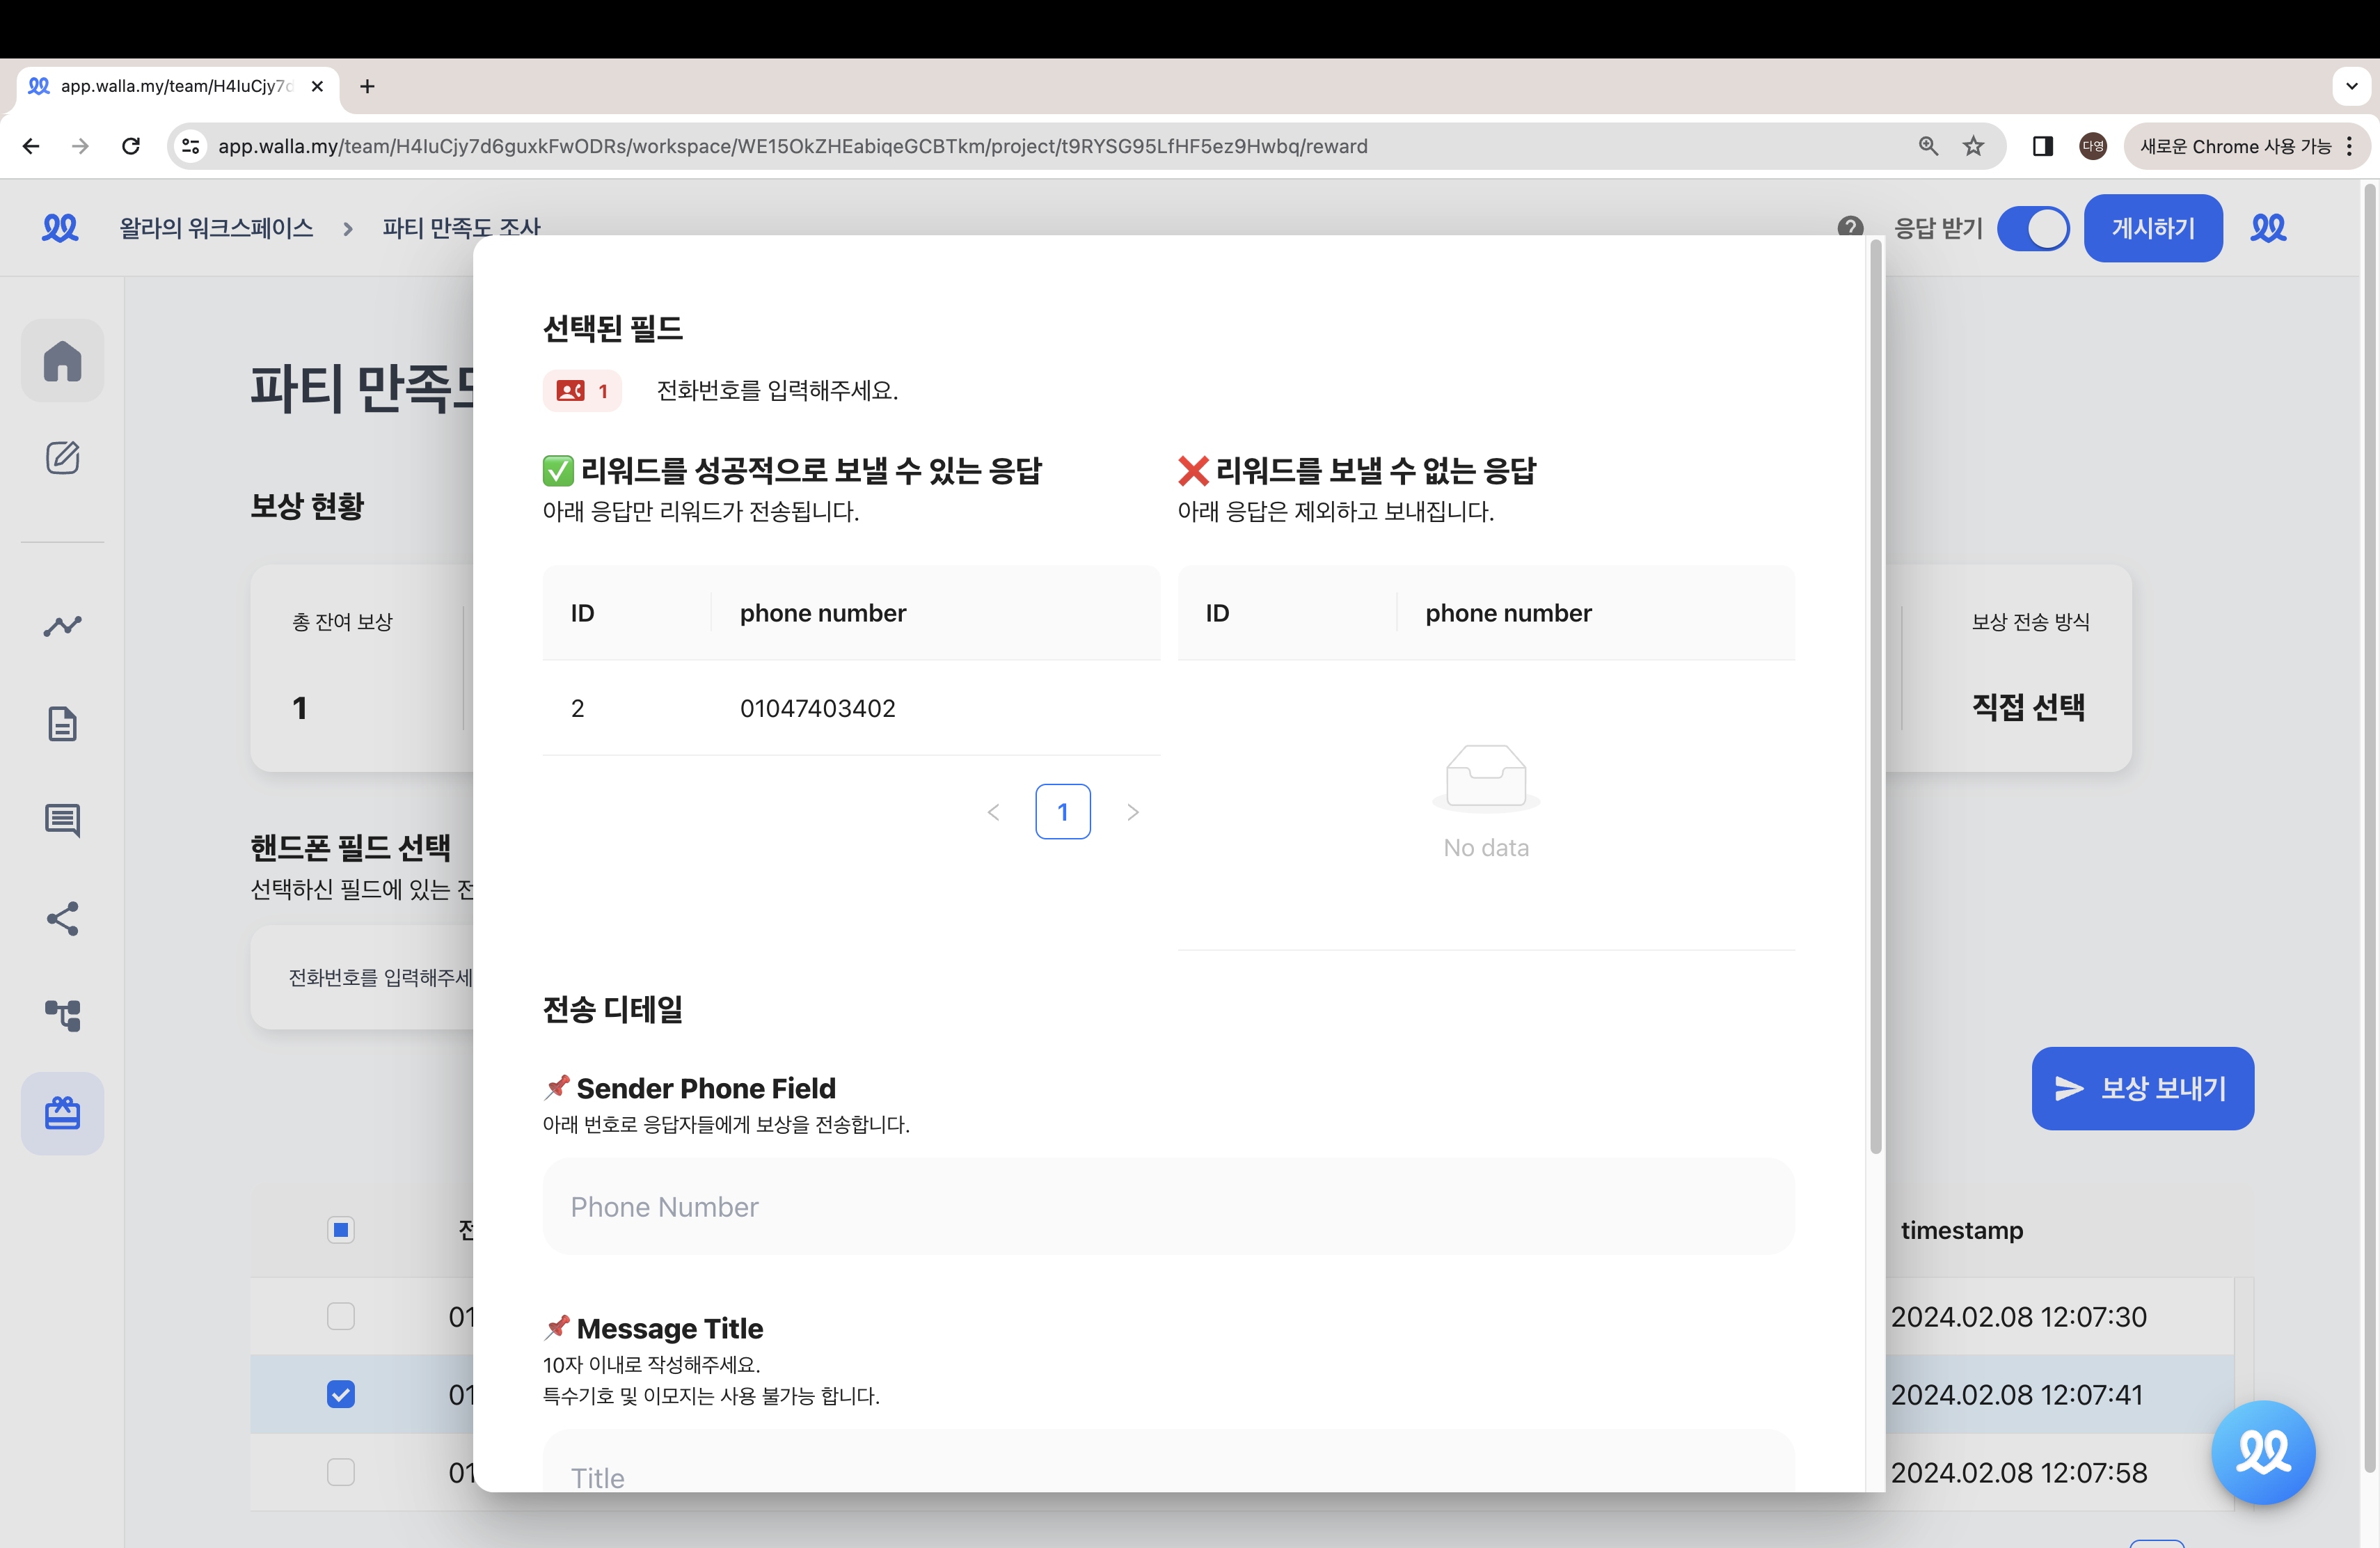 app.walla.my/team/H4IuCjy7d
app.walla.my/team/H4IuCjy7d6guxkFwODRs/workspace/WE15OkZHEabiqeGCBTkm/project/t9RYSG95LfHF5ez9Hwbq/reward
다영
새로운 Chrome 사용 가능
왈라의 워크스페이스 > 파티 만족도 조사
? 응답 받기
게시하기
파티 만족도
보상 현황
총 잔여 보상
1
보상 전송 방식
직접 선택
핸드폰 필드 선택
선택하신 필드에 있는 전
전화번호를 입력해주세
보상 보내기
timestamp
01
2024.02.08 12:07:30
01
2024.02.08 12:07:41
01
2024.02.08 12:07:58
선택된 필드
1 전화번호를 입력해주세요.
✅ 리워드를 성공적으로 보낼 수 있는 응답
아래 응답만 리워드가 전송됩니다.
ID phone number
2 01047403402
1
❌ 리워드를 보낼 수 없는 응답
아래 응답은 제외하고 보내집니다.
ID phone number
No data
전송 디테일
📌 Sender Phone Field
아래 번호로 응답자들에게 보상을 전송합니다.
Phone Number
📌 Message Title
10자 이내로 작성해주세요.
특수기호 및 이모지는 사용 불가능 합니다.
Title